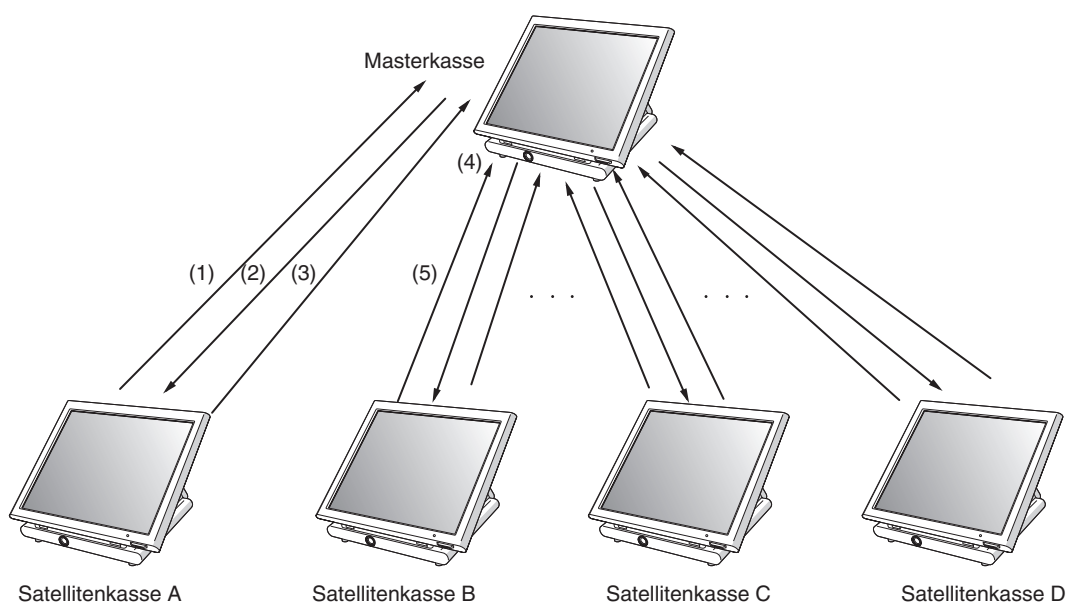 Masterkasse
(4)
(1) (2) (3) (5)
. . . . . .
Satellitenkasse A Satellitenkasse B Satellitenkasse C Satellitenkasse D